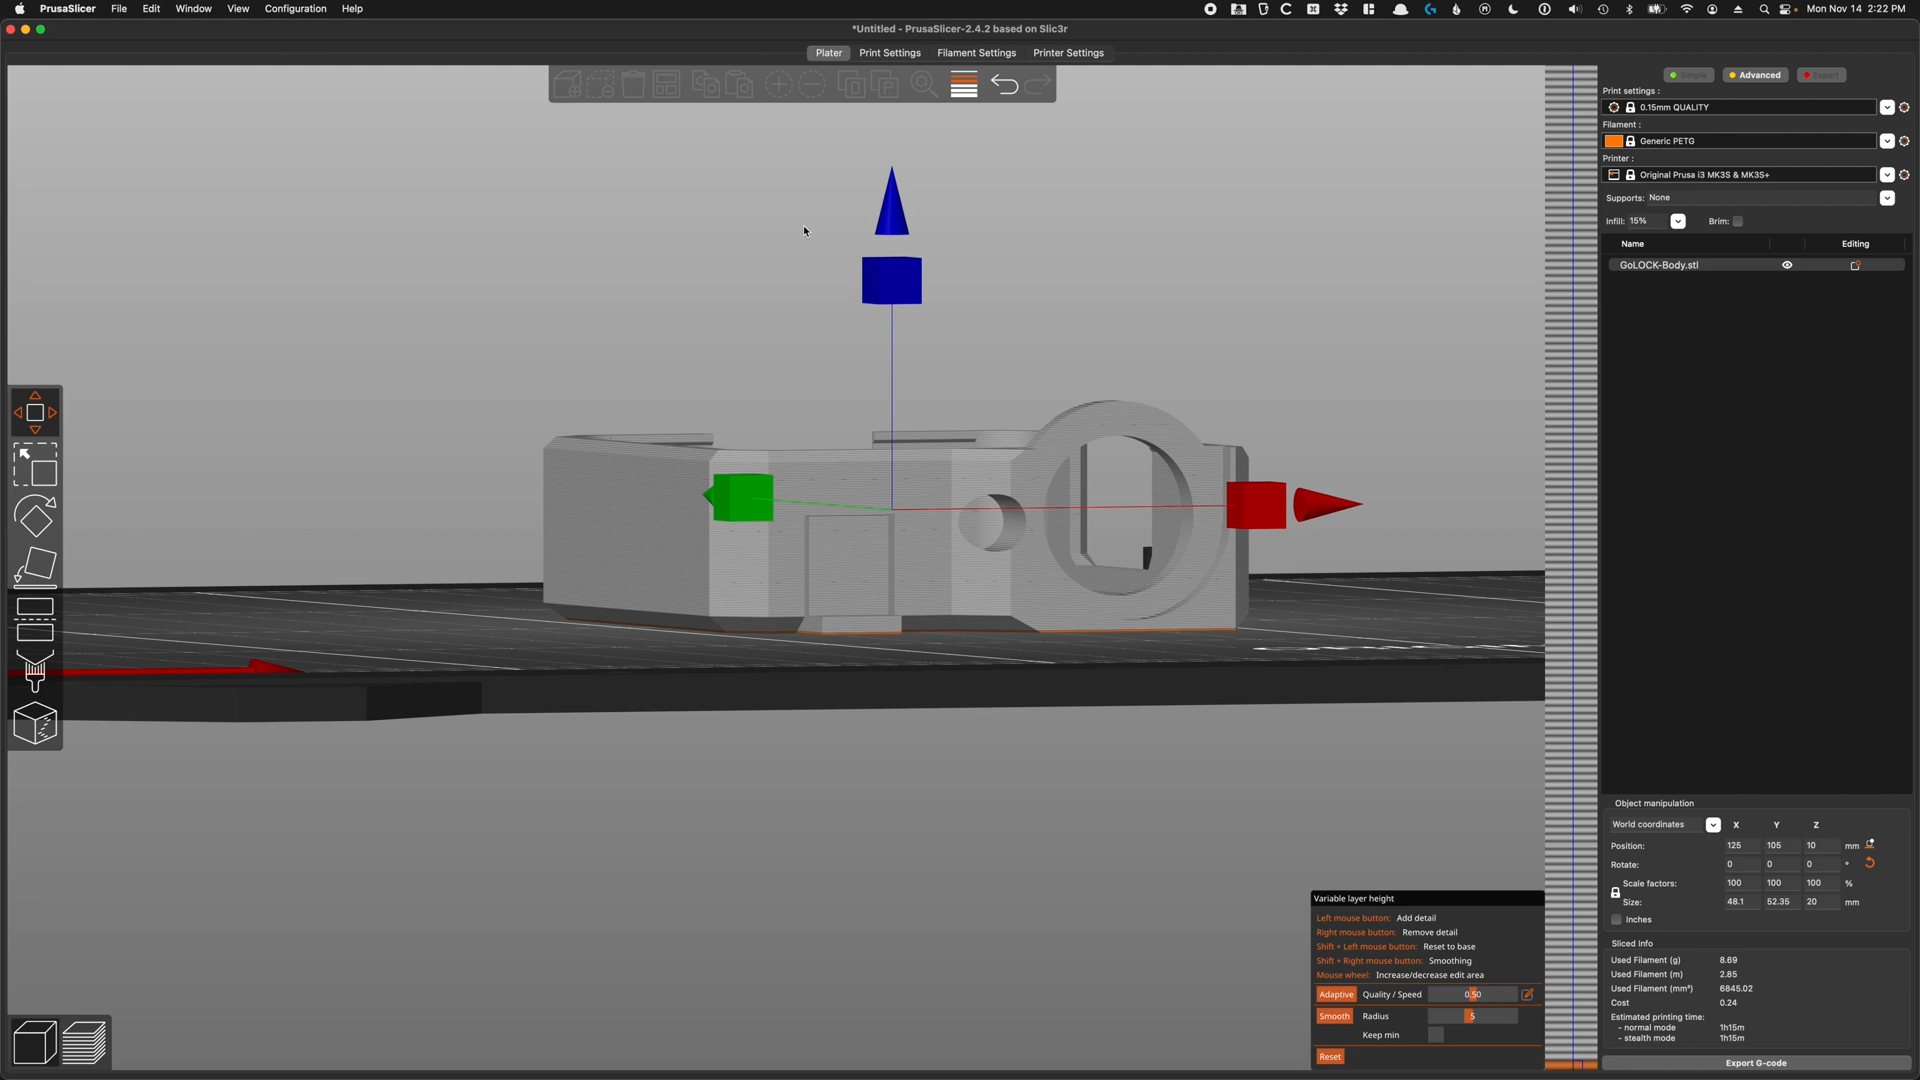 PrusaSlicer File Edit Window View Configuration Help
Mon Nov 14 2:22 PM
*Untitled - PrusaSlicer-2.4.2 based on Slic3r
Plater Print Settings Filament Settings Printer Settings
Simple Advanced Expert
Print settings :
0.15mm QUALITY
Filament :
Generic PETG
Printer :
Original Prusa i3 MK3S & MK3S+
Supports: None
Infill: 15% Brim:
Name Editing
GoLOCK-Body.stl
Object manipulation
World coordinates X Y Z
Position: 125 105 10 mm
Rotate: 0 0 0 °
Scale factors: 100 100 100 %
Size: 48.1 52.35 20 mm
Inches
Sliced Info
Used Filament (g) 8.69
Used Filament (m) 2.85
Used Filament (mm³) 6845.02
Cost 0.24
Estimated printing time:
- normal mode 1h15m
- stealth mode 1h15m
Export G-code
Variable layer height
Left mouse button: Add detail
Right mouse button: Remove detail
Shift + Left mouse button: Reset to base
Shift + Right mouse button: Smoothing
Mouse wheel: Increase/decrease edit area
Adaptive Quality / Speed 0.50
Smooth Radius 5
Keep min
Reset